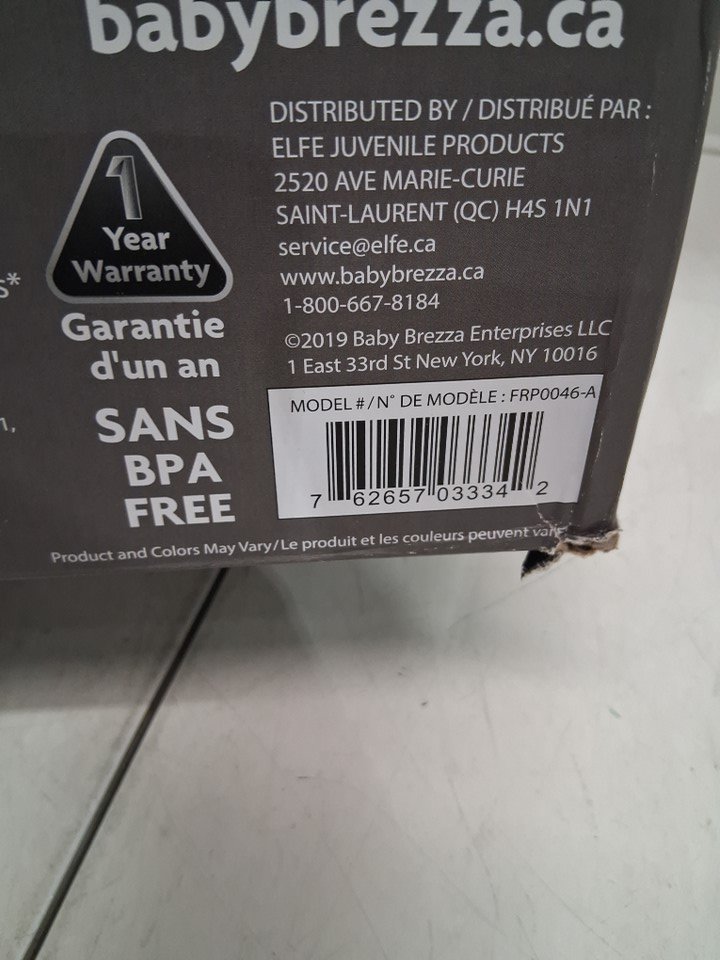 babybrezza.ca
DISTRIBUTED BY / DISTRIBUÉ PAR :
ELFE JUVENILE PRODUCTS
2520 AVE MARIE-CURIE
SAINT-LAURENT (QC) H4S 1N1
service@elfe.ca
www.babybrezza.ca
1-800-667-8184
©2019 Baby Brezza Enterprises LLC
1 East 33rd St New York, NY 10016
1
Year
Warranty
Garantie
d'un an
SANS
BPA
FREE
MODEL #/N° DE MODÈLE : FRP0046-A
7 62657 03334 2
Product and Colors May Vary/Le produit et les couleurs peuvent